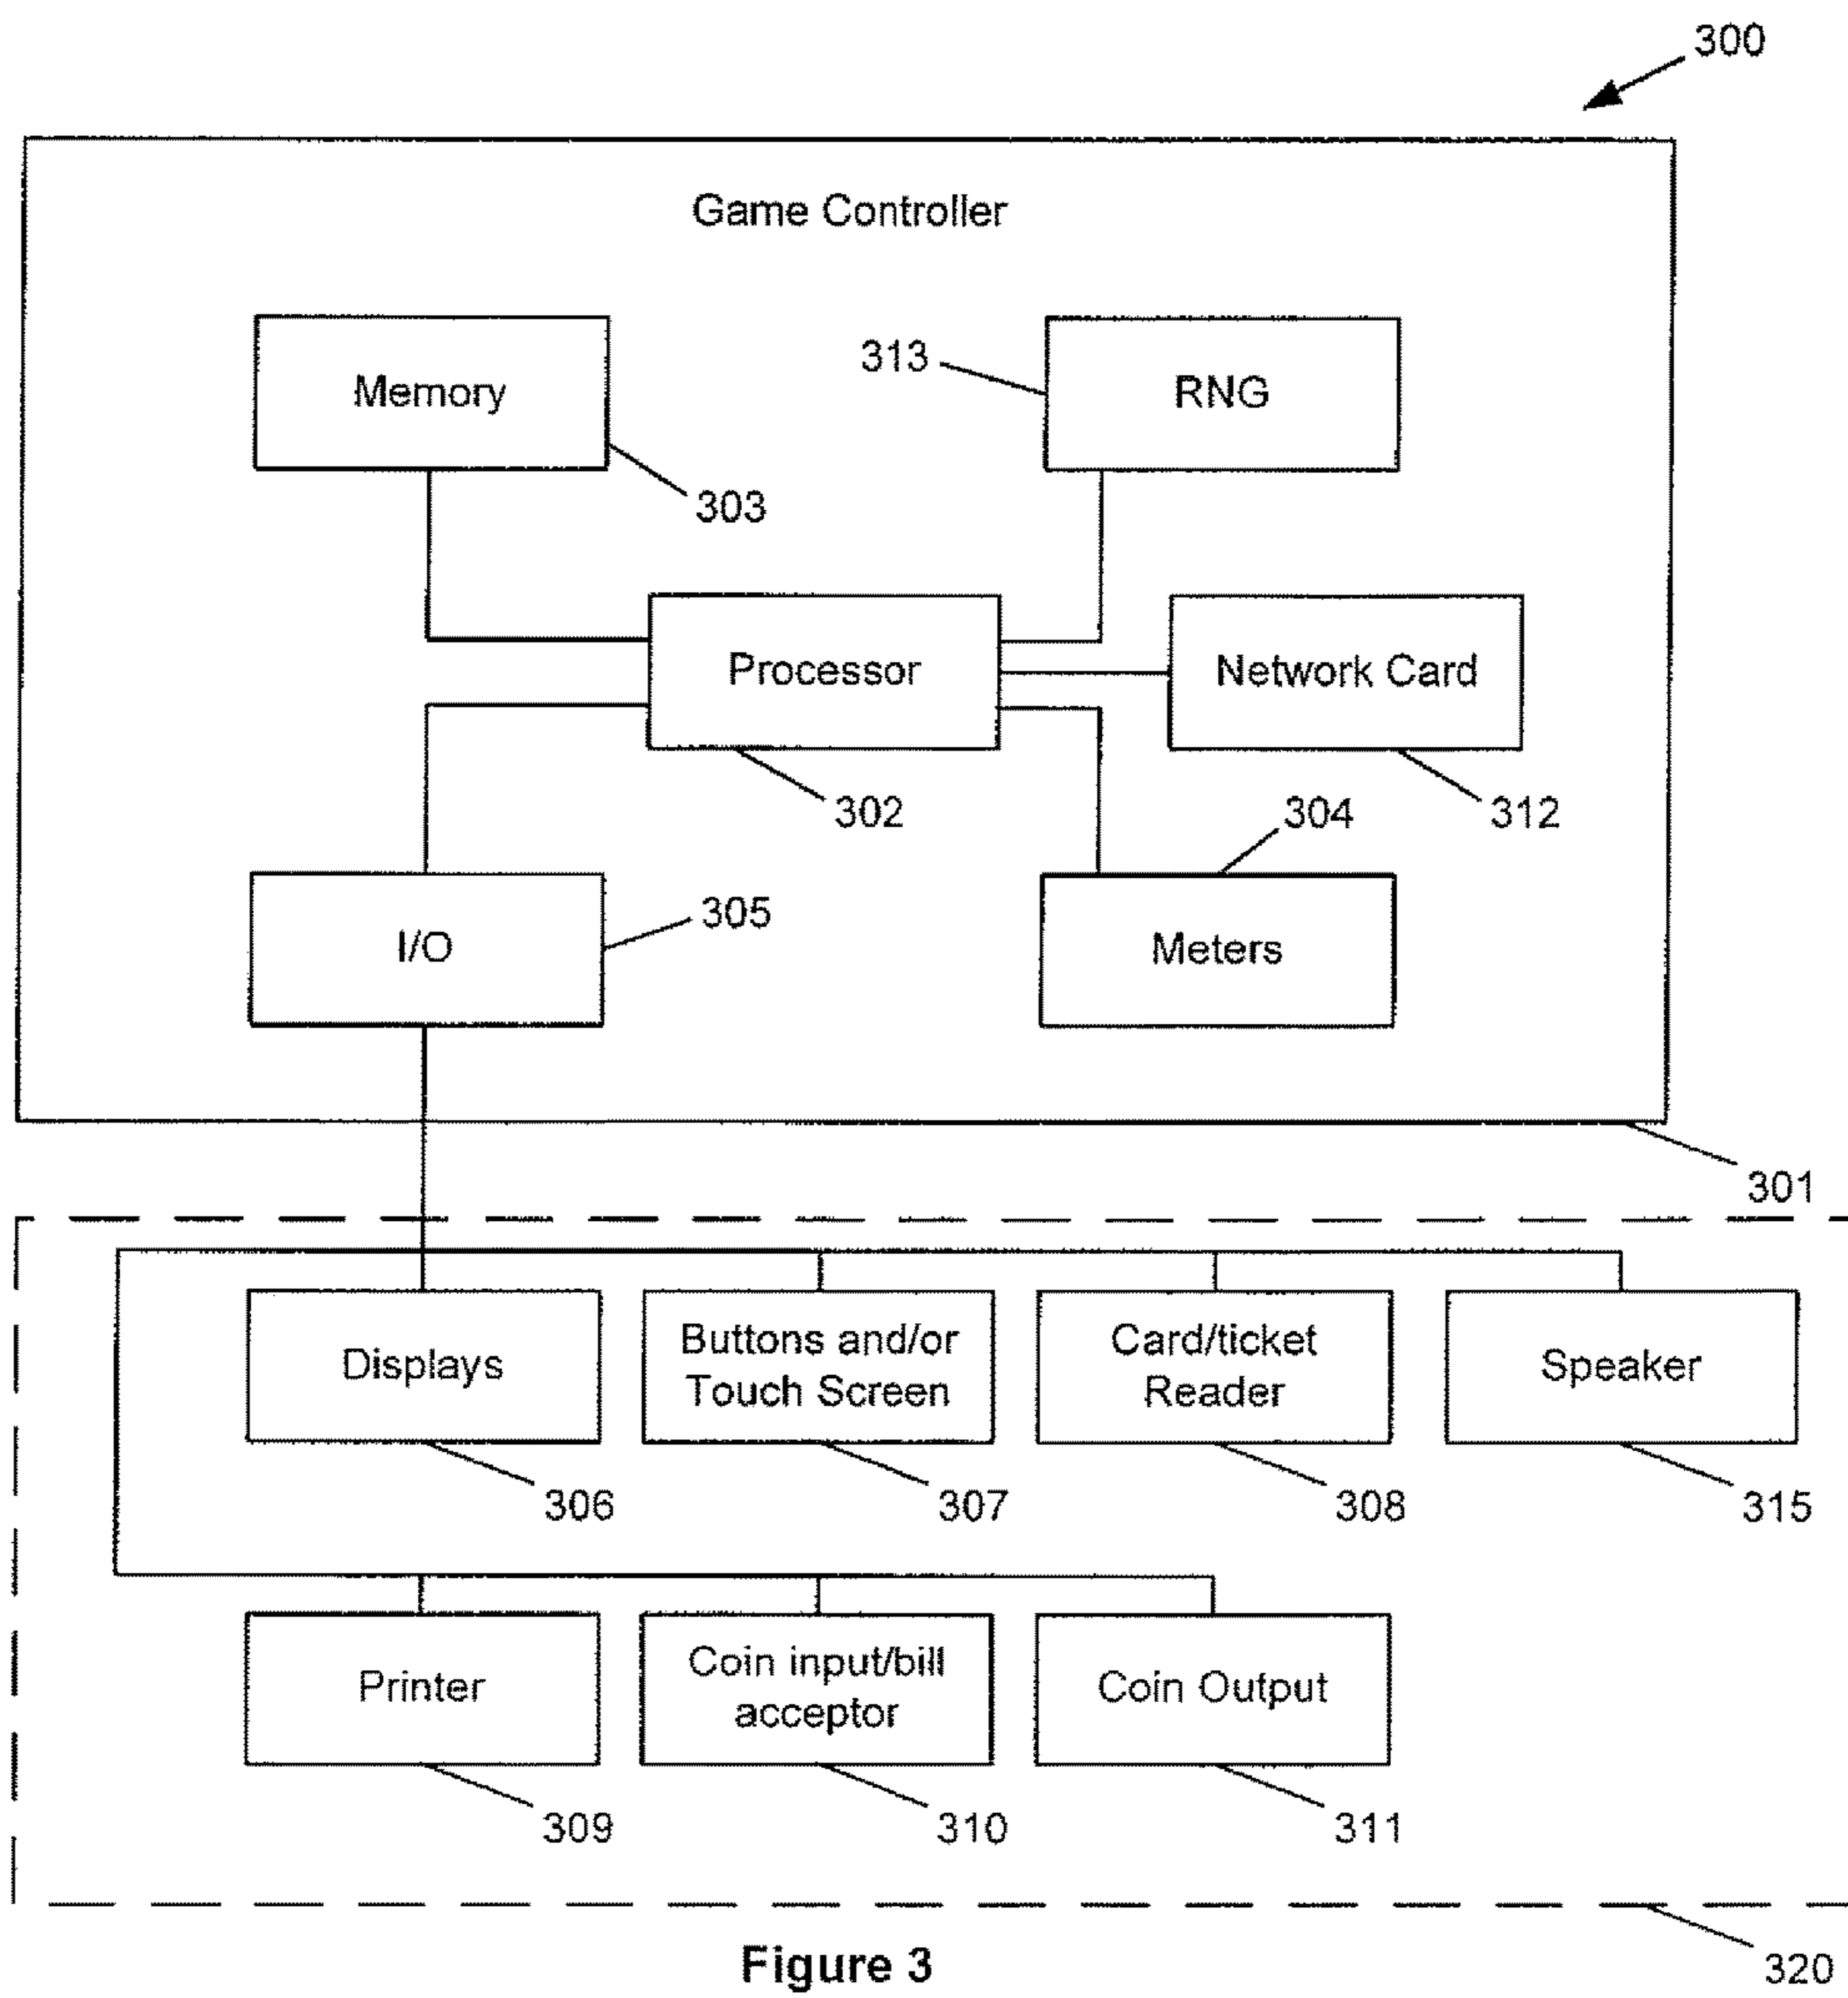 300
Game Controller
Memory
313
RNG
303
Processor
Network Card
302
304
312
I/O
305
Meters
301
Displays
Buttons and/or
Touch Screen
Card/ticket
Reader
Speaker
306
307
308
315
Printer
Coin input/bill
acceptor
Coin Output
309
310
311
Figure 3
320